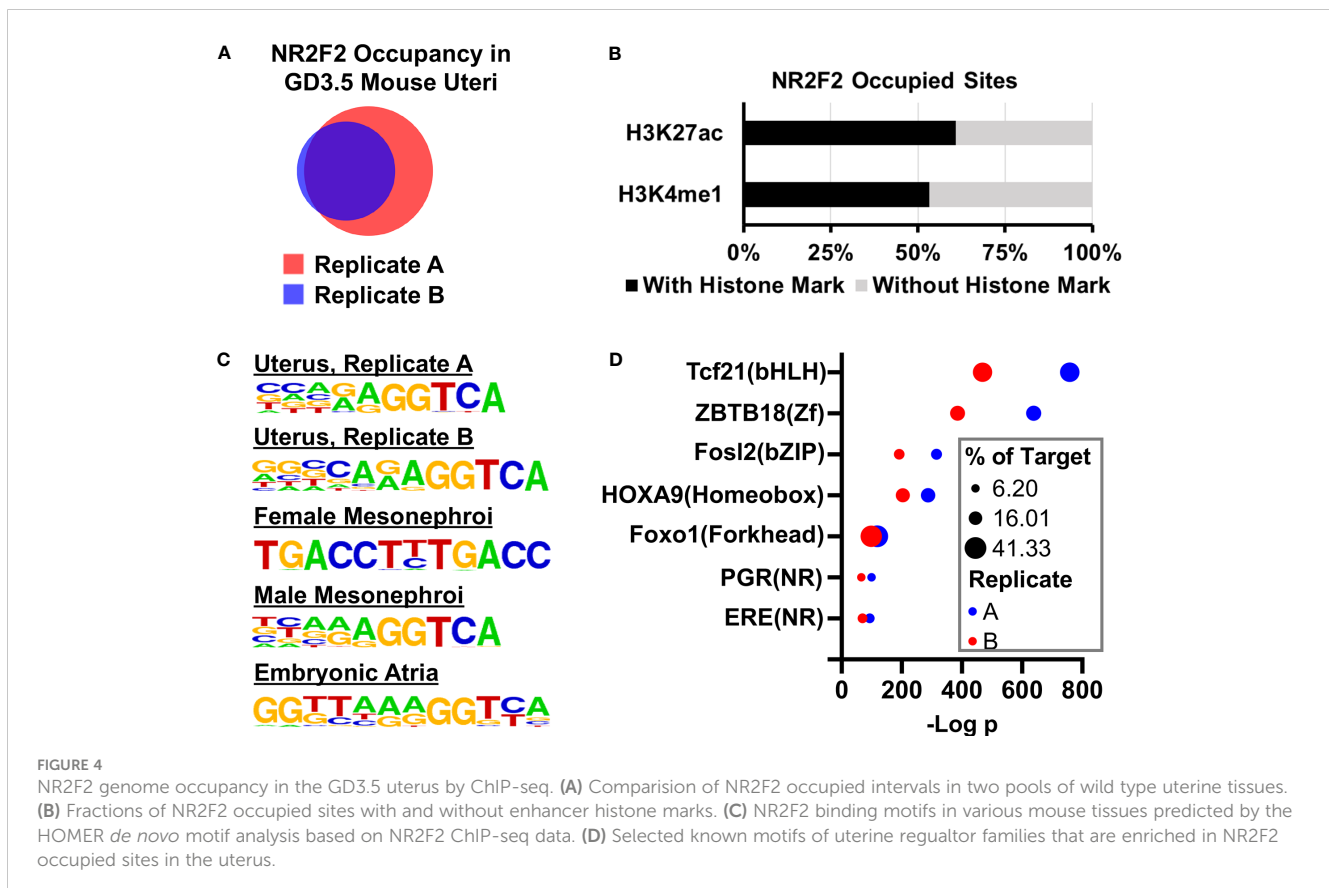 A
NR2F2 Occupancy in
GD3.5 Mouse Uteri
Replicate A
Replicate B
B
NR2F2 Occupied Sites
H3K27ac
H3K4me1
0% 25% 50% 75% 100%
With Histone Mark Without Histone Mark
C
Uterus, Replicate A
Uterus, Replicate B
Female Mesonephroi
TGACCTTTGACC
Male Mesonephroi
Embryonic Atria
D
Tcf21(bHLH)
ZBTB18(Zf)
Fosl2(bZIP)
HOXA9(Homeobox)
Foxo1(Forkhead)
PGR(NR)
ERE(NR)
% of Target
6.20
16.01
41.33
Replicate
A
B
0 200 400 600 800
-Log p
FIGURE 4
NR2F2 genome occupancy in the GD3.5 uterus by ChIP-seq. (A) Comparision of NR2F2 occupied intervals in two pools of wild type uterine tissues.
(B) Fractions of NR2F2 occupied sites with and without enhancer histone marks. (C) NR2F2 binding motifs in various mouse tissues predicted by the
HOMER de novo motif analysis based on NR2F2 ChIP-seq data. (D) Selected known motifs of uterine regualtor families that are enriched in NR2F2
occupied sites in the uterus.